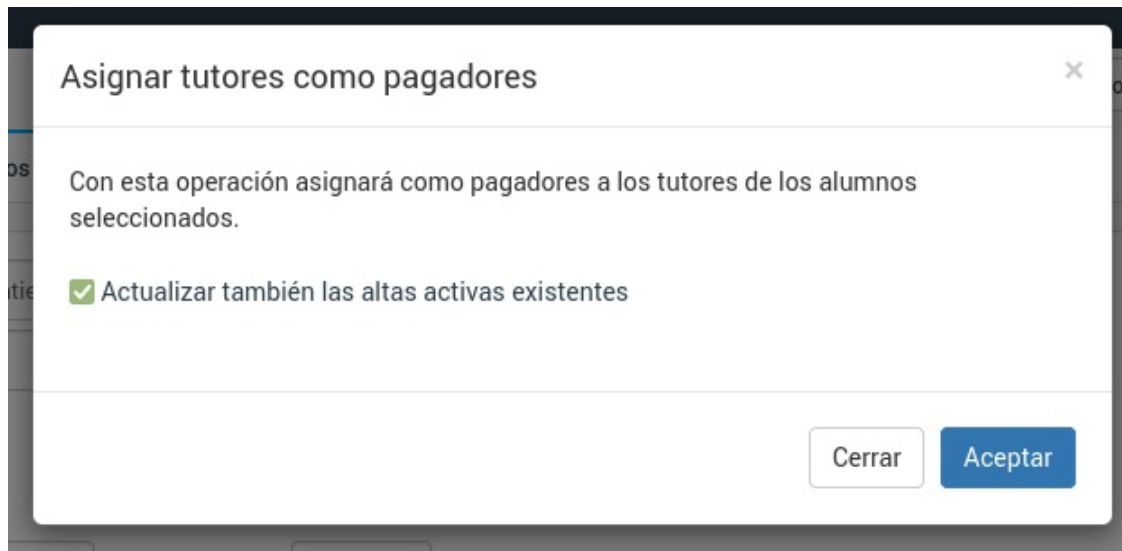 Asignar tutores como pagadores
×
os
Con esta operación asignará como pagadores a los tutores de los alumnos
seleccionados.
Actualizar también las altas activas existentes
Cerrar
Aceptar